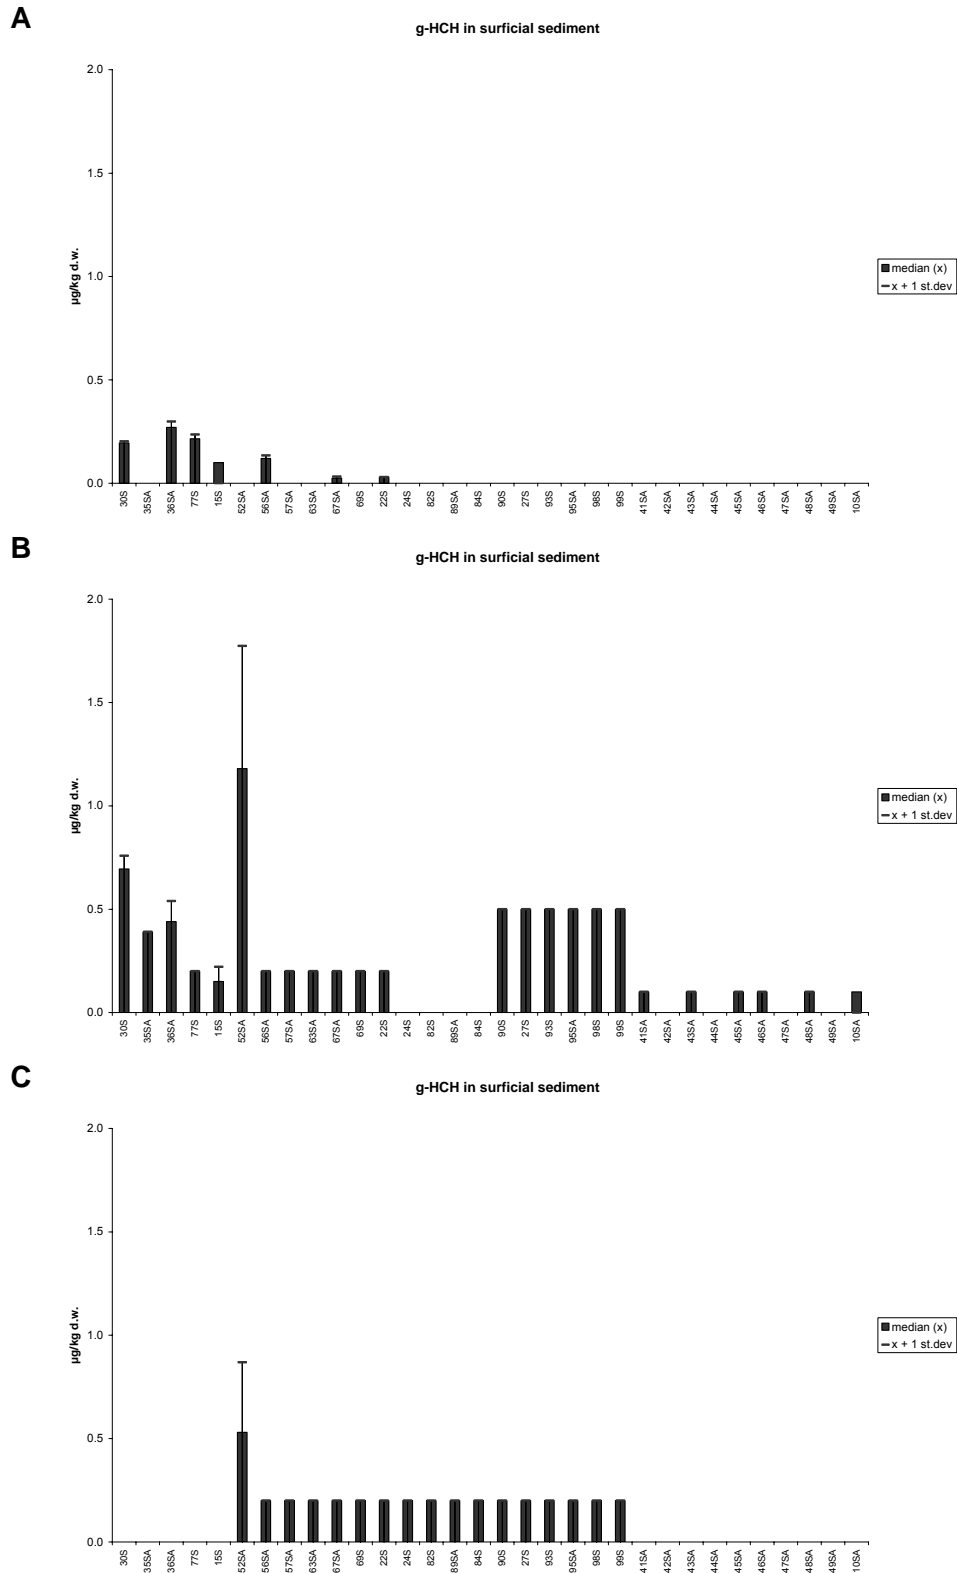 A
g-HCH in surficial sediment
2.0
1.5
1.0
0.5
0.0
µg/kg d.w.
median (x)
x + 1 st.dev
30S 35SA 36SA 77S 15S 52SA 56SA 57SA 63SA 67SA 69S 22S 24S 82S 89SA 84S 90S 27S 93S 95SA 98S 99S 41SA 42SA 43SA 44SA 45SA 46SA 47SA 48SA 49SA 10SA
B
g-HCH in surficial sediment
2.0
1.5
1.0
0.5
0.0
µg/kg d.w.
median (x)
x + 1 st.dev
30S 35SA 36SA 77S 15S 52SA 56SA 57SA 63SA 67SA 69S 22S 24S 82S 89SA 84S 90S 27S 93S 95SA 98S 99S 41SA 42SA 43SA 44SA 45SA 46SA 47SA 48SA 49SA 10SA
C
g-HCH in surficial sediment
2.0
1.5
1.0
0.5
0.0
µg/kg d.w.
median (x)
x + 1 st.dev
30S 35SA 36SA 77S 15S 52SA 56SA 57SA 63SA 67SA 69S 22S 24S 82S 89SA 84S 90S 27S 93S 95SA 98S 99S 41SA 42SA 43SA 44SA 45SA 46SA 47SA 48SA 49SA 10SA